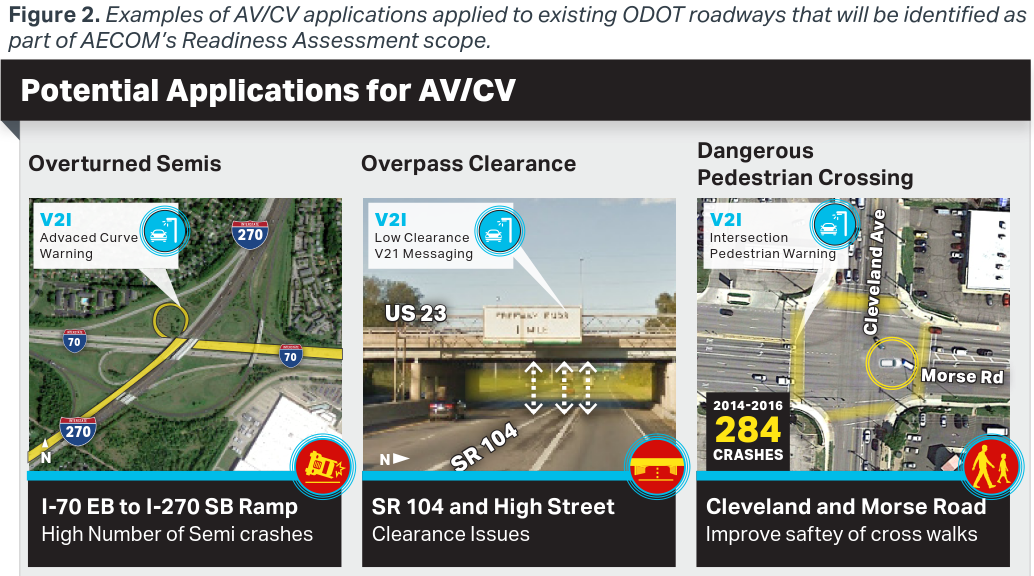 Figure 2. Examples of AV/CV applications applied to existing ODOT roadways that will be identified as
part of AECOM's Readiness Assessment scope.
Potential Applications for AV/CV
Overturned Semis
V2I
Advaced Curve
Warning
270
70
70
270
N
I-70 EB to I-270 SB Ramp
High Number of Semi crashes
Overpass Clearance
V2I
Low Clearance
V21 Messaging
US 23
FREEWAY ENDS
1 MILE
SR 104
N
SR 104 and High Street
Clearance Issues
Dangerous
Pedestrian Crossing
V2I
Intersection
Pedestrian Warning
Cleveland Ave
Morse Rd
2014-2016
284
CRASHES
Cleveland and Morse Road
Improve saftey of cross walks